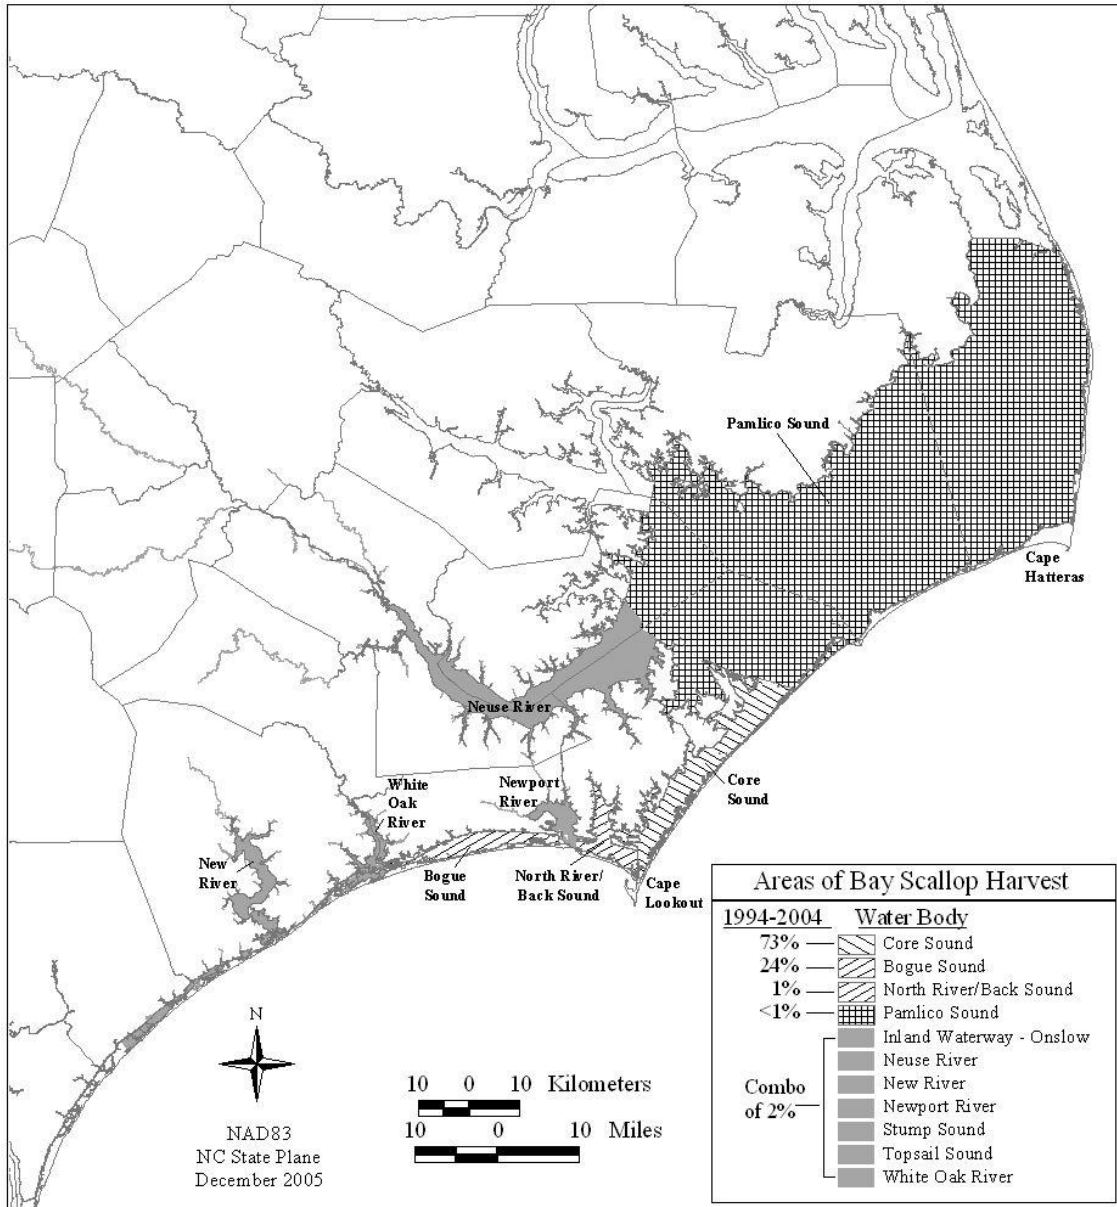 Pamlico Sound
Cape
Hatteras
Neuse River
White
Oak
River
Newport
River
Core
Sound
New
River
Bogue
Sound
North River/
Back Sound
Cape
Lookout
Areas of Bay Scallop Harvest
1994-2004 Water Body
73% Core Sound
24% Bogue Sound
1% North River/Back Sound
<1% Pamlico Sound
Inland Waterway - Onslow
Neuse River
New River
Combo
of 2%
Newport River
Stump Sound
Topsail Sound
White Oak River
N
NAD83
NC State Plane
December 2005
10 0 10 Kilometers
10 0 10 Miles